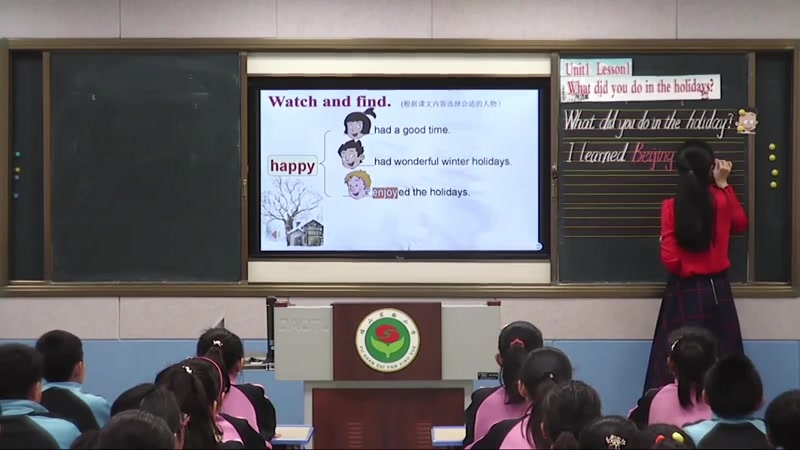 Watch and find. (根据课文内容选择合适的人物)
had a good time.
happy
had wonderful winter holidays.
enjoyed the holidays.
Unit1 Lesson1
What did you do in the holidays?
What did you do in the holiday?
I learned Beijing